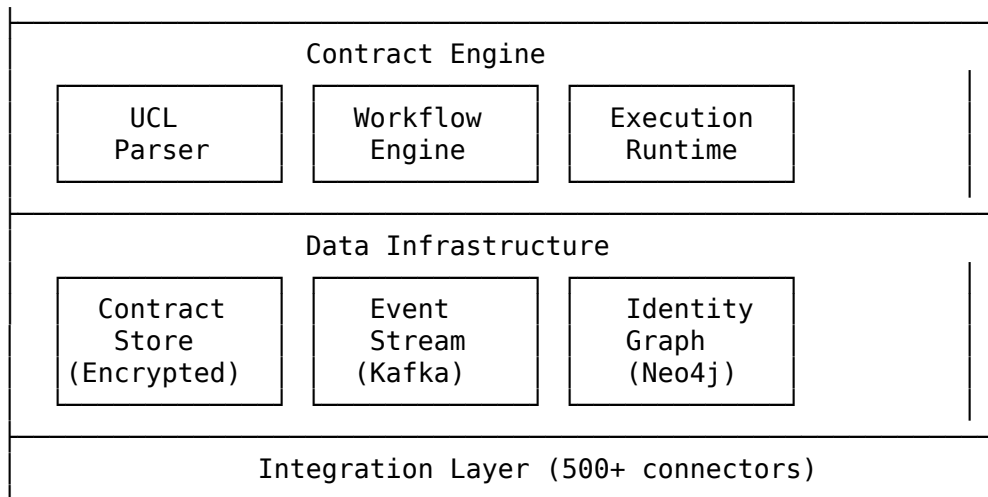 Contract Engine
UCL Workflow Execution
Parser Engine Runtime
Data Infrastructure
Contract Event Identity
Store Stream Graph
(Encrypted) (Kafka) (Neo4j)
Integration Layer (500+ connectors)